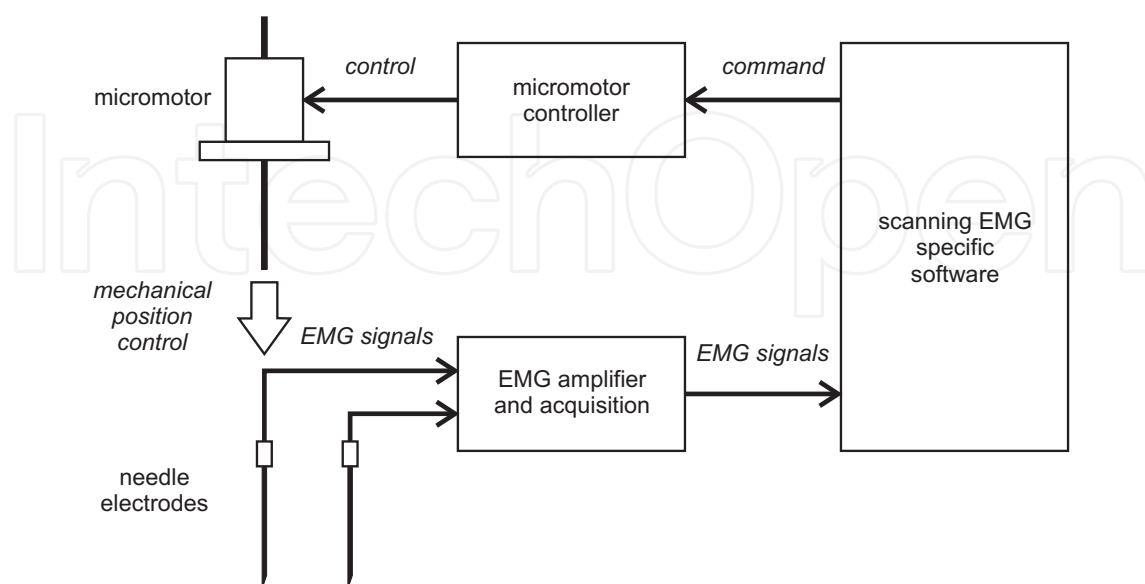 control
command
micromotor
micromotor
controller
IntechOpen
scanning EMG
specific
software
mechanical
position
control
EMG signals
EMG signals
EMG amplifier
and acquisition
needle
electrodes